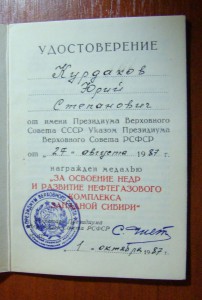 УДОСТОВЕРЕНИЕ
Курдаков
Юрий
Степанович
от имени Президиума Верховного
Совета СССР Указом Президиума
Верховного Совета РСФСР
от "27" августа 1987 г.
награжден медалью
"ЗА ОСВОЕНИЕ НЕДР
И РАЗВИТИЕ НЕФТЕГАЗОВОГО
КОМПЛЕКСА
ЗАПАДНОЙ СИБИРИ"
РСФСР
"1" октября 1987 г.